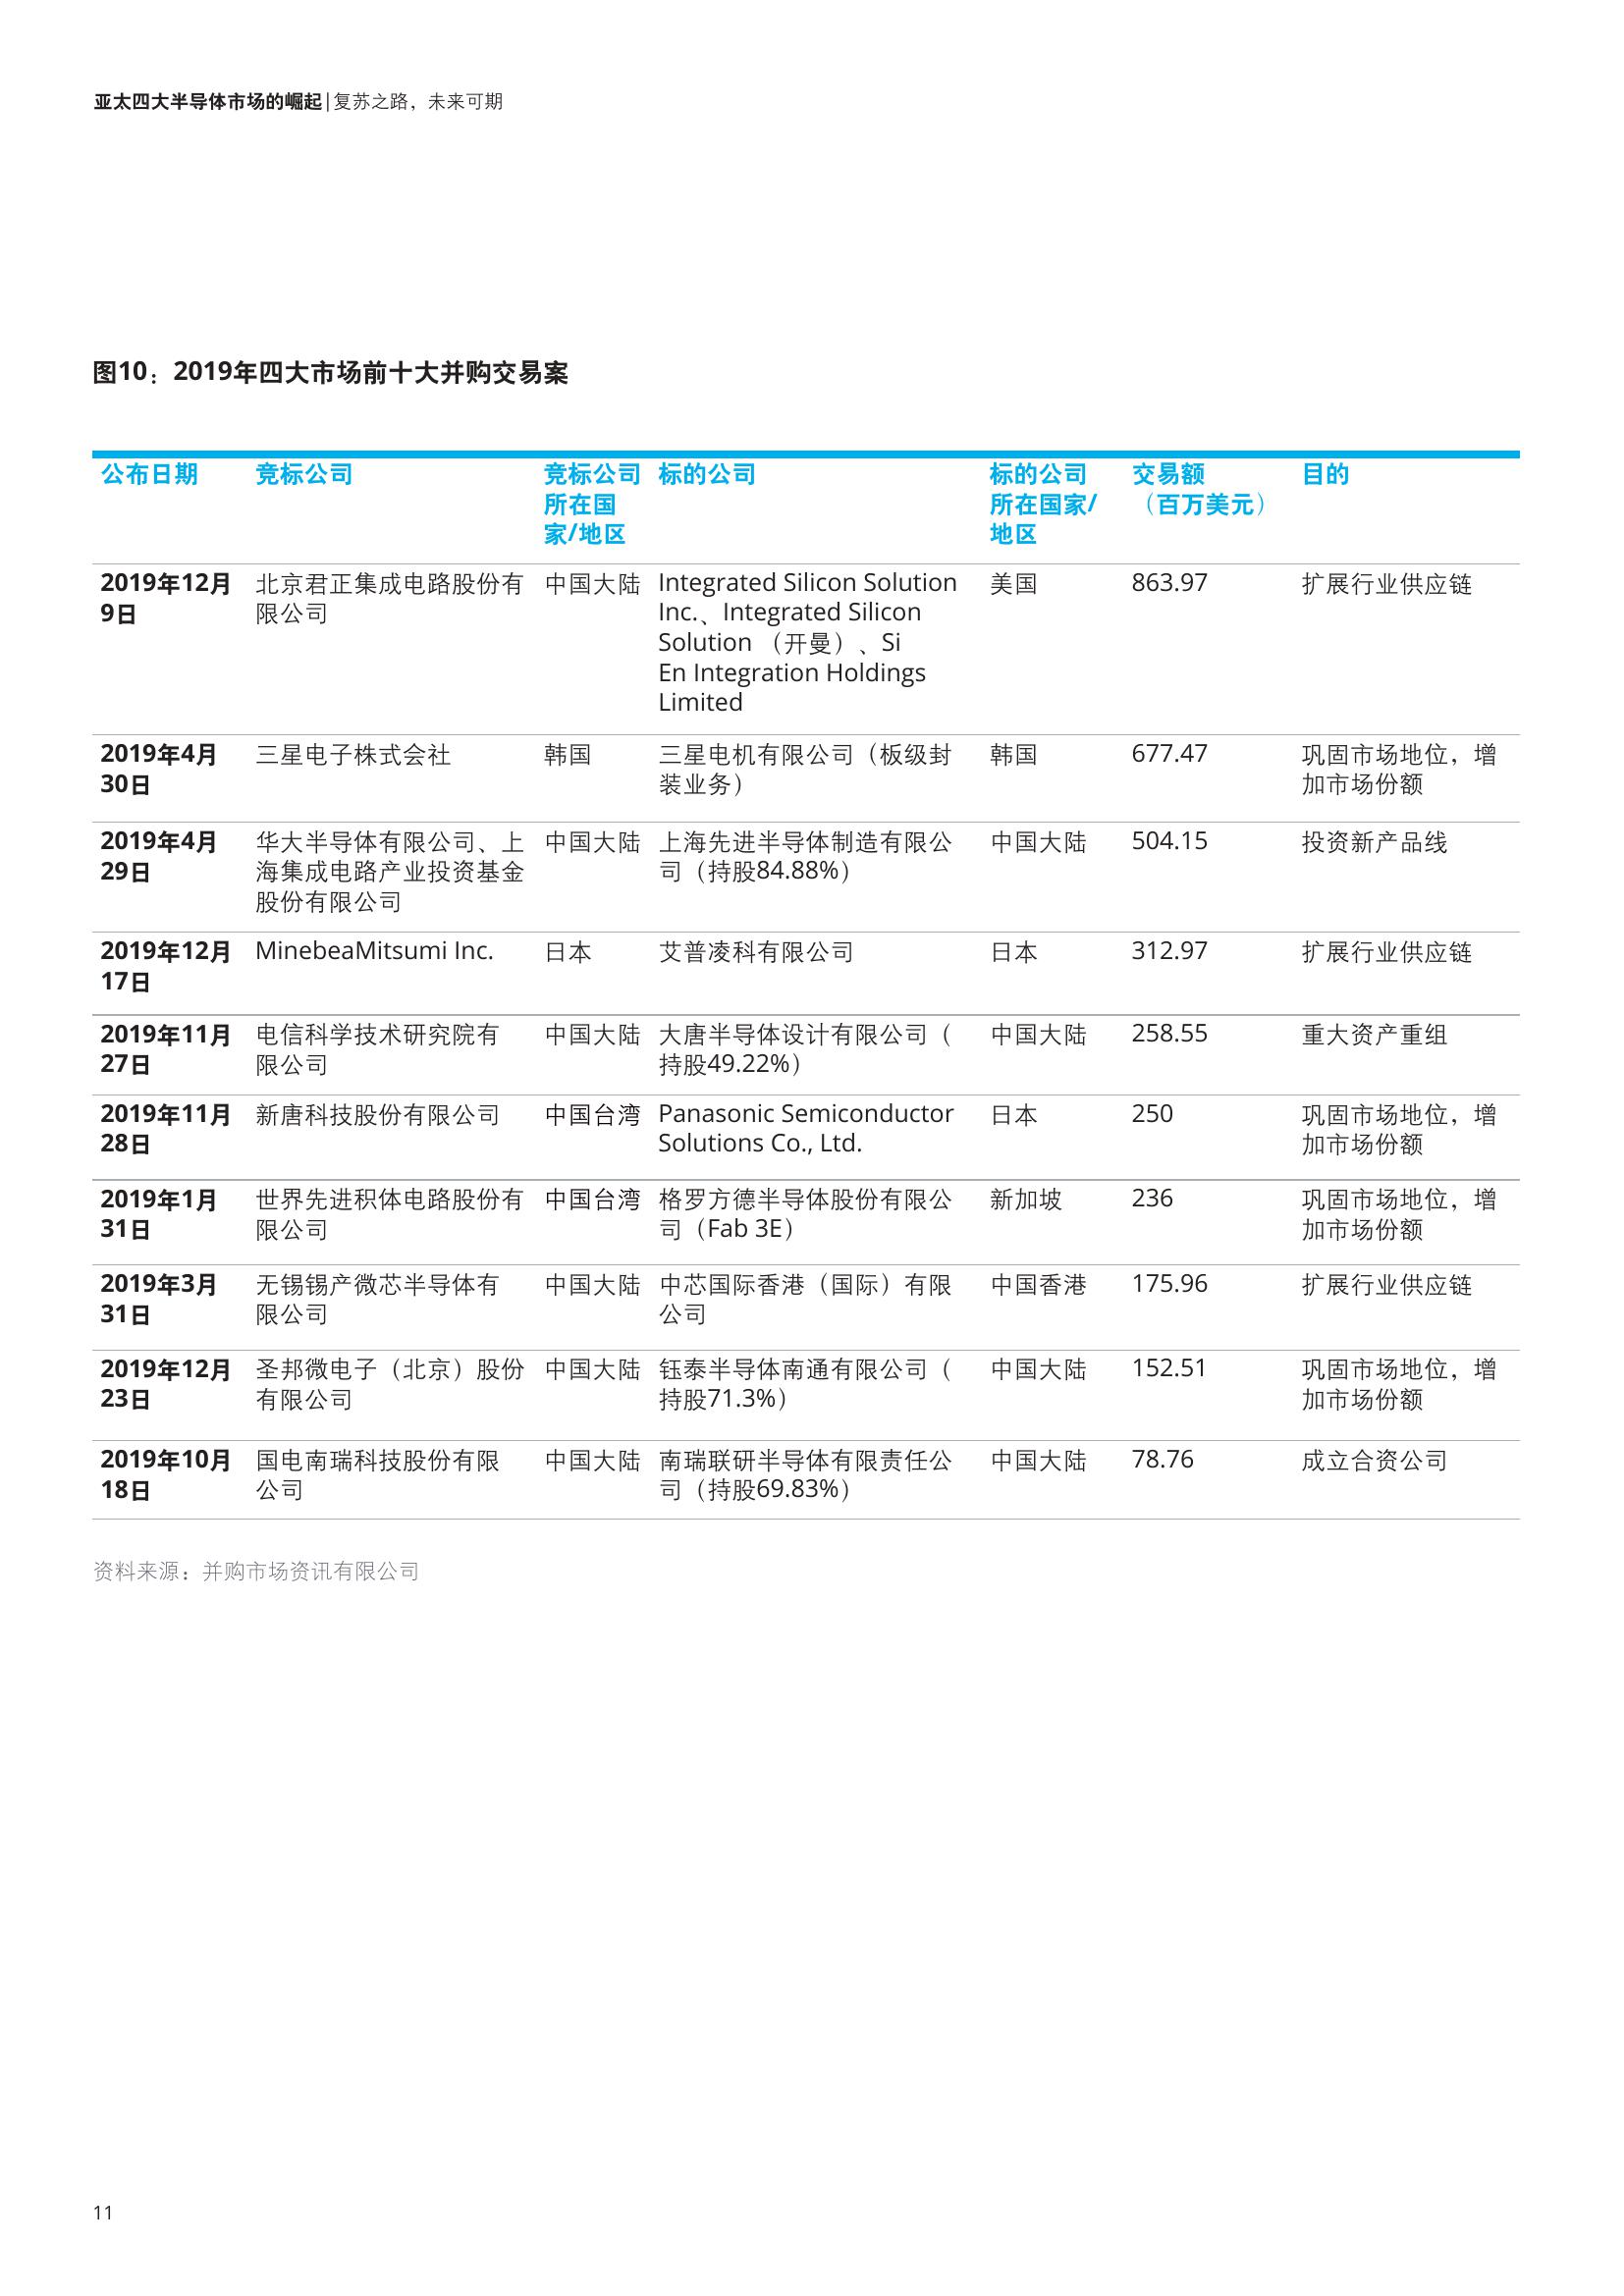 亚太四大半导体市场的崛起|复苏之路，未来可期
图10：2019年四大市场前十大并购交易案
公布日期
竞标公司
竞标公司
所在国
家/地区
标的公司
标的公司
所在国家/
地区
交易额
（百万美元）
目的
2019年12月
9日
北京君正集成电路股份有
限公司
中国大陆
Integrated Silicon Solution
Inc.、Integrated Silicon
Solution （开曼）、Si
En Integration Holdings
Limited
美国
863.97
扩展行业供应链
2019年4月
30日
三星电子株式会社
韩国
三星电机有限公司（板级封
装业务）
韩国
677.47
巩固市场地位，增
加市场份额
2019年4月
29日
华大半导体有限公司、上
海集成电路产业投资基金
股份有限公司
中国大陆
上海先进半导体制造有限公
司（持股84.88%）
中国大陆
504.15
投资新产品线
2019年12月
17日
MinebeaMitsumi Inc.
日本
艾普凌科有限公司
日本
312.97
扩展行业供应链
2019年11月
27日
电信科学技术研究院有
限公司
中国大陆
大唐半导体设计有限公司（
持股49.22%）
中国大陆
258.55
重大资产重组
2019年11月
28日
新唐科技股份有限公司
中国台湾
Panasonic Semiconductor
Solutions Co., Ltd.
日本
250
巩固市场地位，增
加市场份额
2019年1月
31日
世界先进积体电路股份有
限公司
中国台湾
格罗方德半导体股份有限公
司（Fab 3E）
新加坡
236
巩固市场地位，增
加市场份额
2019年3月
31日
无锡锡产微芯半导体有
限公司
中国大陆
中芯国际香港（国际）有限
公司
中国香港
175.96
扩展行业供应链
2019年12月
23日
圣邦微电子（北京）股份
有限公司
中国大陆
钰泰半导体南通有限公司（
持股71.3%）
中国大陆
152.51
巩固市场地位，增
加市场份额
2019年10月
18日
国电南瑞科技股份有限
公司
中国大陆
南瑞联研半导体有限责任公
司（持股69.83%）
中国大陆
78.76
成立合资公司
资料来源：并购市场资讯有限公司
11